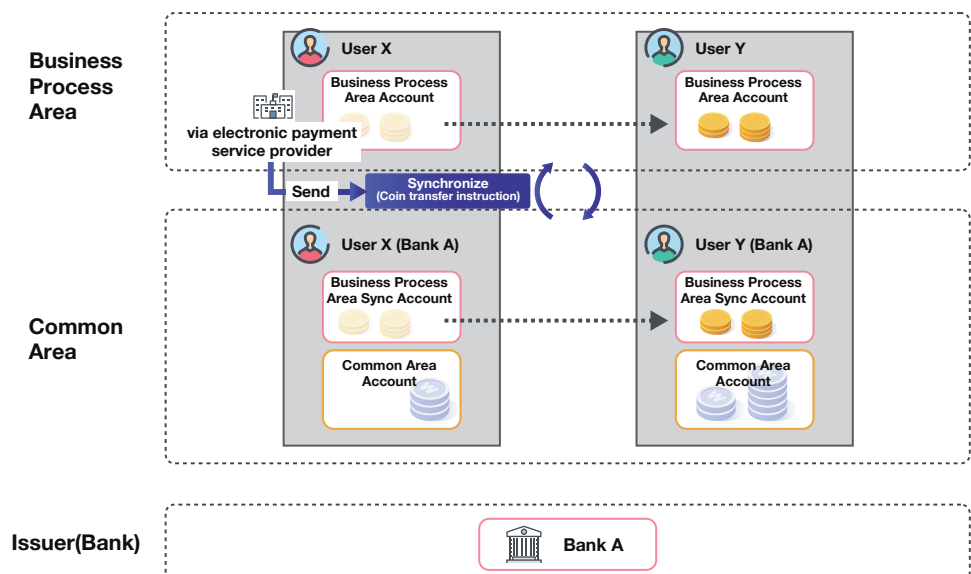 Business
Process
Area
User X
User Y
Business Process
Area Account
Business Process
Area Account
via electronic payment
service provider
Send
Synchronize
(Coin transfer instruction)
Common
Area
User X (Bank A)
User Y (Bank A)
Business Process
Area Sync Account
Business Process
Area Sync Account
Common Area
Account
W
Common Area
Account
W
W
Issuer(Bank)
Bank A